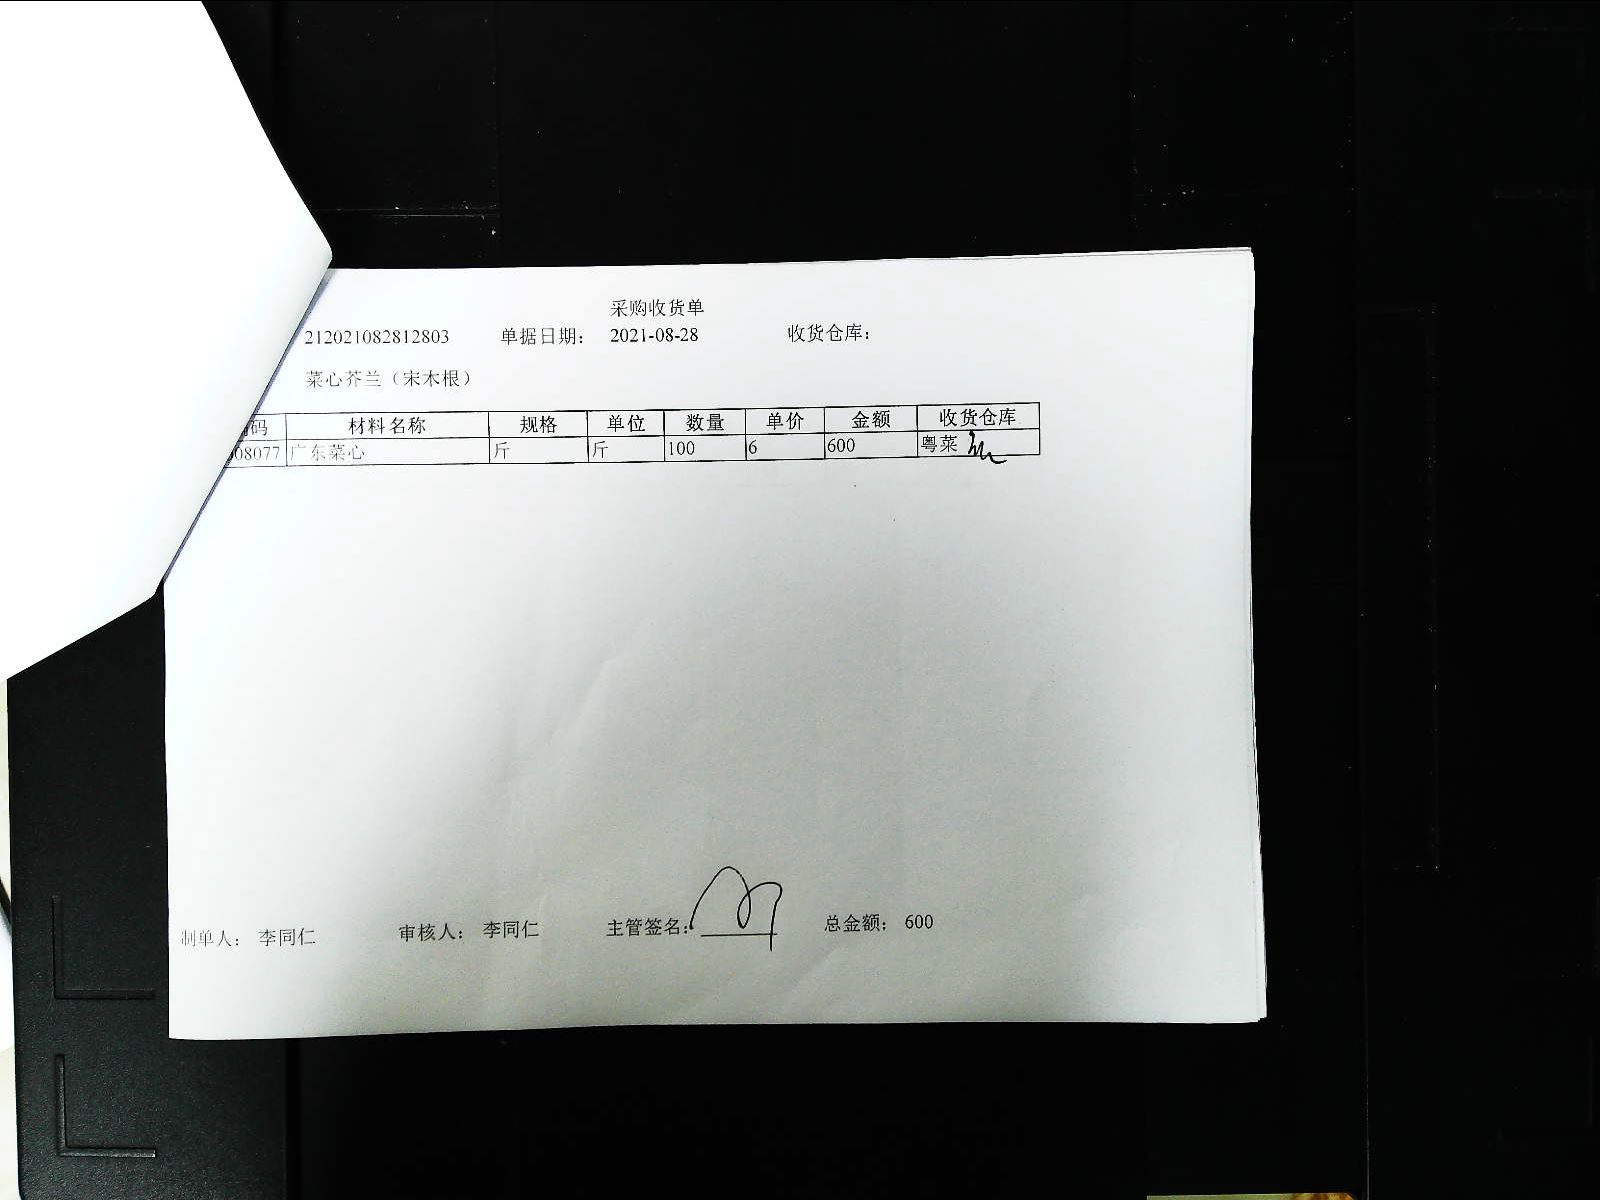 采购收货单
212021082812803 单据日期： 2021-08-28 收货仓库：
菜心芥兰（宋木根）
码 材料名称 规格 单位 数量 单价 金额 收货仓库
08077 广东菜心 斤 斤 100 6 600 粤菜
制单人： 李同仁 审核人： 李同仁 主管签名： 总金额： 600